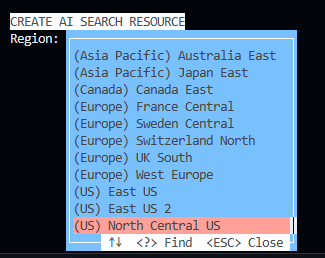 CREATE AI SEARCH RESOURCE
Region:
(Asia Pacific) Australia East
(Asia Pacific) Japan East
(Canada) Canada East
(Europe) France Central
(Europe) Sweden Central
(Europe) Switzerland North
(Europe) UK South
(Europe) West Europe
(US) East US
(US) East US 2
(US) North Central US
↑↓ <?> Find <ESC> Close